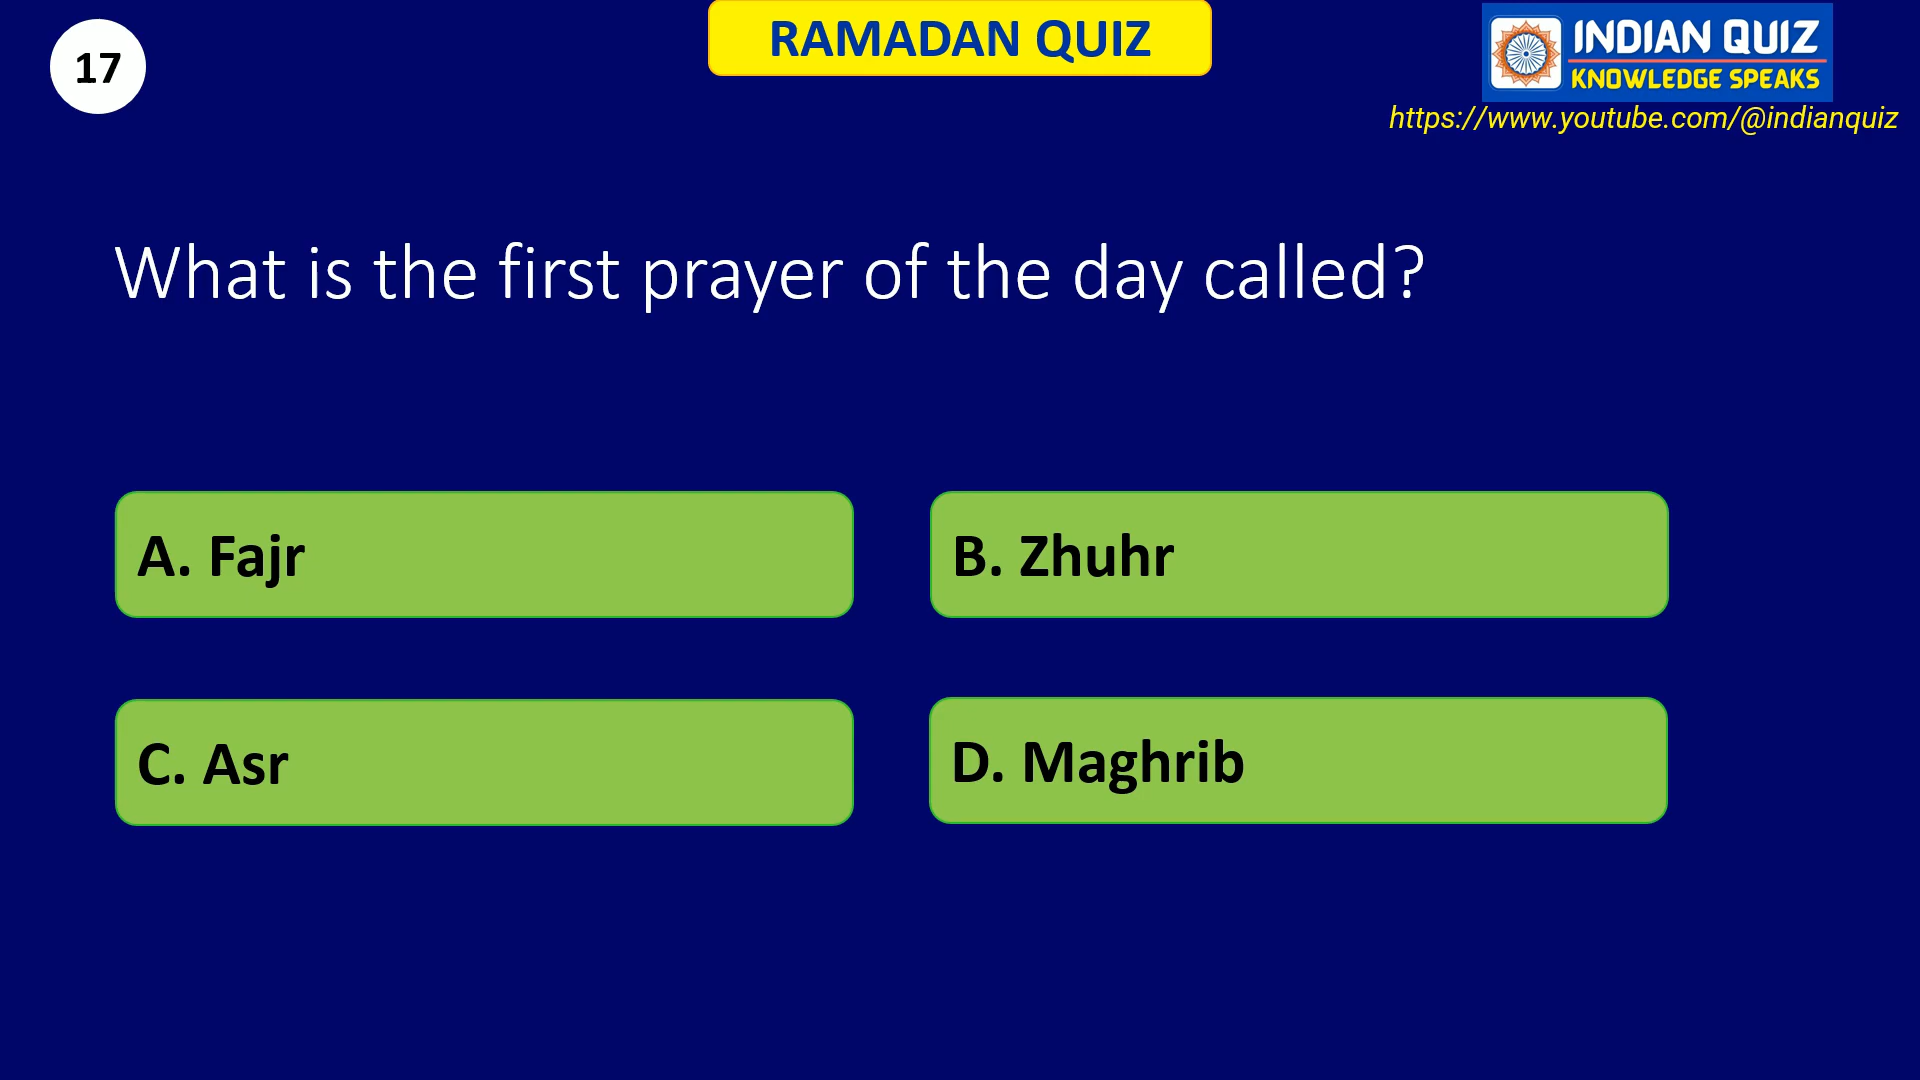 17
RAMADAN QUIZ
INDIAN QUIZ
KNOWLEDGE SPEAKS
https://www.youtube.com/@indianquiz
What is the first prayer of the day called?
A. Fajr
B. Zhuhr
C. Asr
D. Maghrib